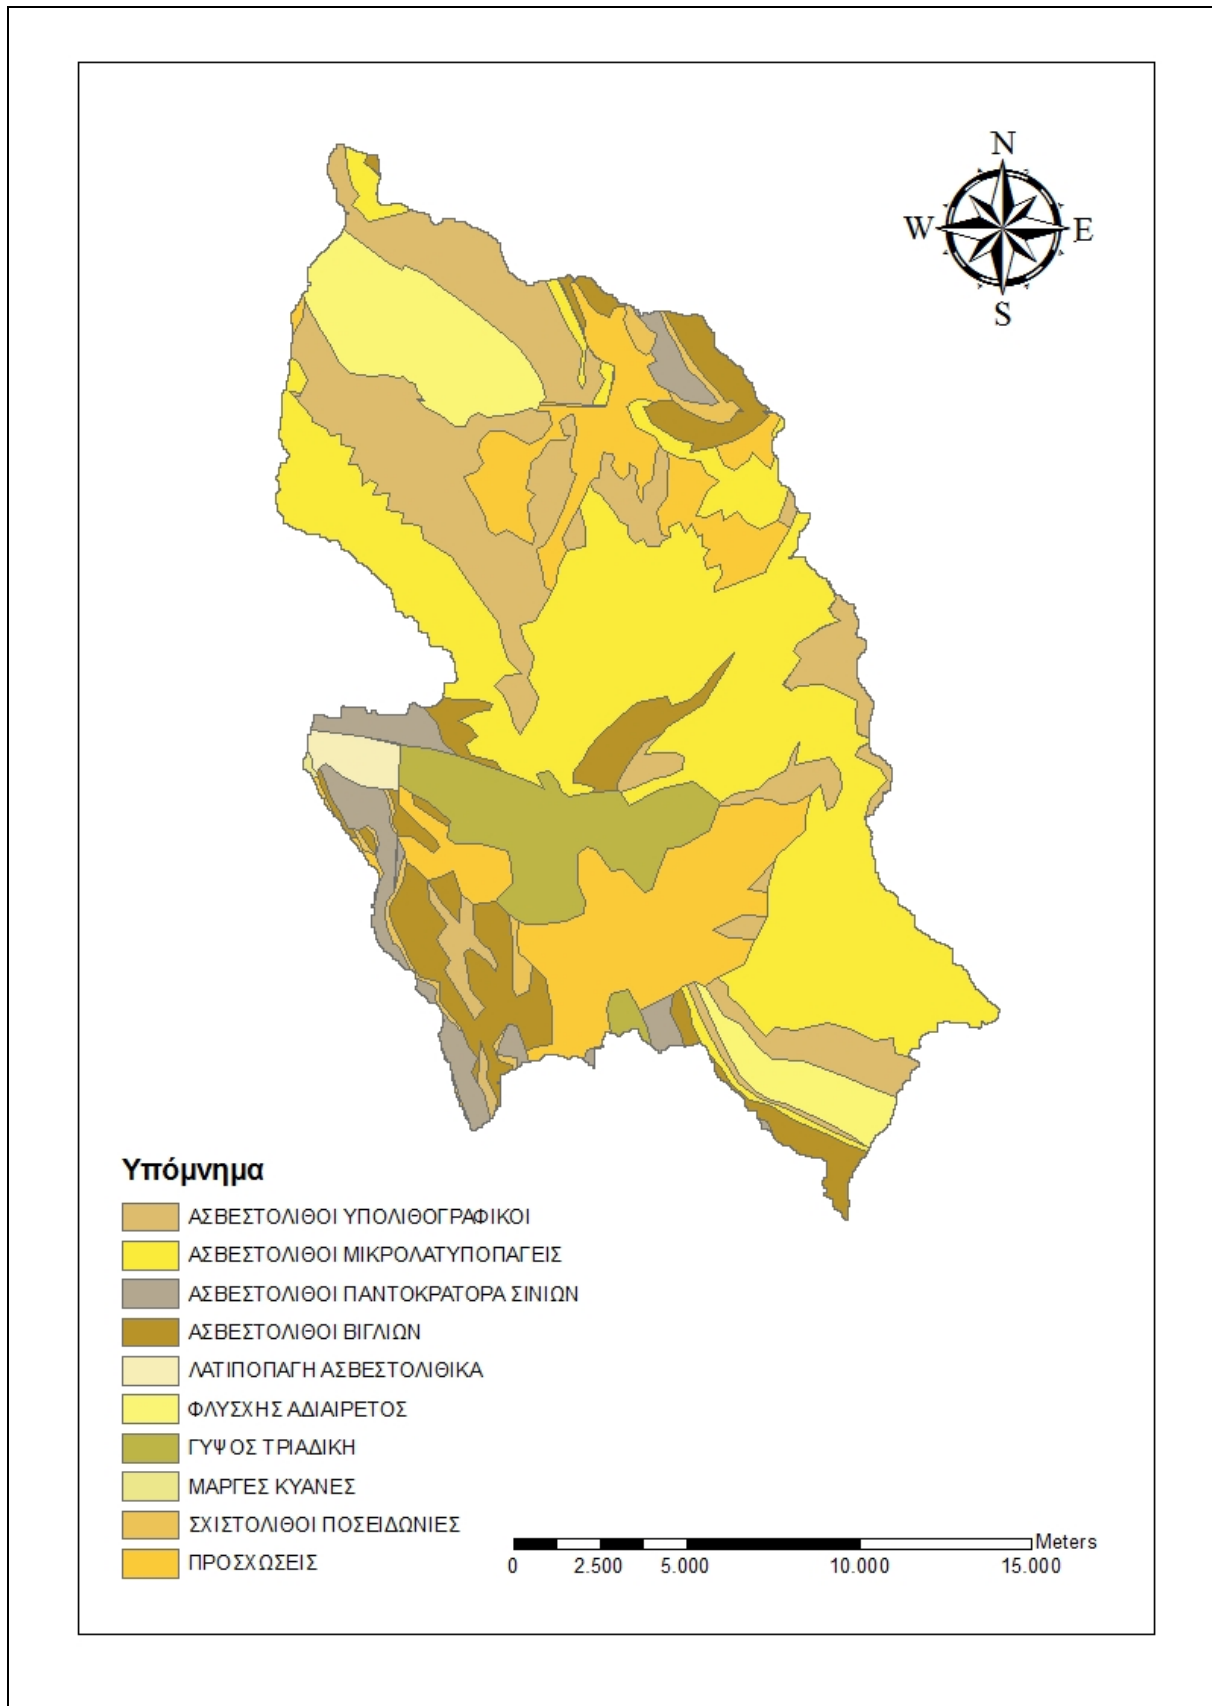 N
W E
S
Υπόμνημα
ΑΣΒΕΣΤΟΛΙΘΟΙ ΥΠΟΛΙΘΟΓΡΑΦΙΚΟΙ
ΑΣΒΕΣΤΟΛΙΘΟΙ ΜΙΚΡΟΛΑΤΥΠΟΠΑΓΕΙΣ
ΑΣΒΕΣΤΟΛΙΘΟΙ ΠΑΝΤΟΚΡΑΤΟΡΑ ΣΙΝΙΩΝ
ΑΣΒΕΣΤΟΛΙΘΟΙ ΒΙΓΛΙΩΝ
ΛΑΤΙΠΟΠΑΓΗ ΑΣΒΕΣΤΟΛΙΘΙΚΑ
ΦΛΥΣΧΗΣ ΑΔΙΑΙΡΕΤΟΣ
ΓΥΨΟΣ ΤΡΙΑΔΙΚΗ
ΜΑΡΓΕΣ ΚΥΑΝΕΣ
ΣΧΙΣΤΟΛΙΘΟΙ ΠΟΣΕΙΔΩΝΙΕΣ
ΠΡΟΣΧΩΣΕΙΣ
Meters
0 2.500 5.000 10.000 15.000